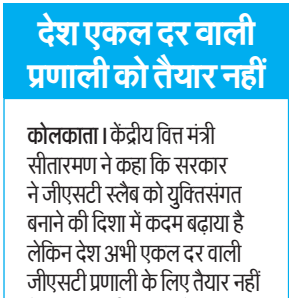 देश एकल दर वाली
प्रणाली को तैयार नहीं
कोलकाता। केंद्रीय वित्त मंत्री
सीतारमण ने कहा कि सरकार
ने जीएसटी स्लैब को युक्तिसंगत
बनाने की दिशा में कदम बढ़ाया है
लेकिन देश अभी एकल दर वाली
जीएसटी प्रणाली के लिए तैयार नहीं